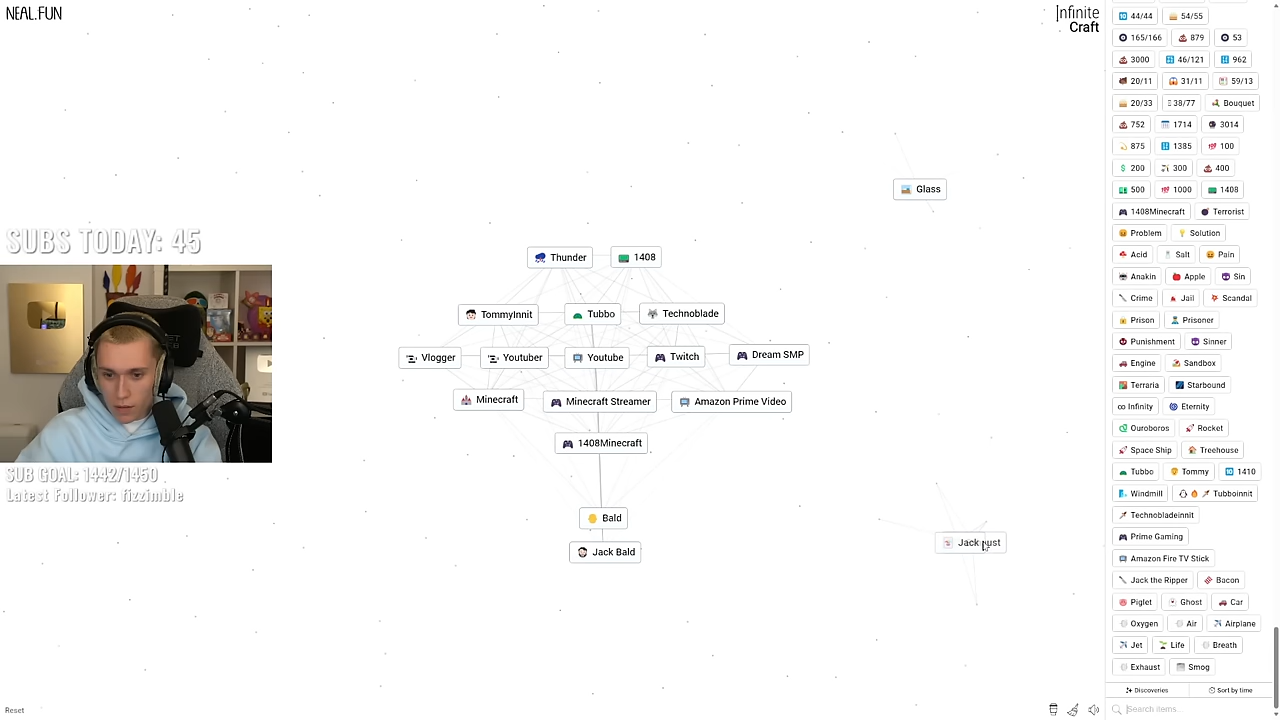 NEAL.FUN
Infinite
Craft
SUBS TODAY: 45
SUB GOAL: 1442/1450
Latest Follower: fizzimble
Glass
Thunder 1408
TommyInnit Tubbo Technoblade
Vlogger Youtuber Youtube Twitch Dream SMP
Minecraft Minecraft Streamer Amazon Prime Video
1408Minecraft
Bald
Jack Bald
Jack
Reset
44/44 54/55
165/166 879 53
3000 46/121 962
20/11 31/11 59/13
20/33 38/77 Bouquet
752 1714 3014
875 1385 100
200 300 400
500 1000 1408
1408Minecraft Terrorist
Problem Solution
Acid Salt Pain
Anakin Apple Sin
Crime Jail Scandal
Prison Prisoner
Punishment Sinner
Engine Sandbox
Terraria Starbound
Infinity Eternity
Ouroboros Rocket
Space Ship Treehouse
Tubbo Tommy 1410
Windmill Tubboinnit
Technobladeinnit
Prime Gaming
Amazon Fire TV Stick
Jack the Ripper Bacon
Piglet Ghost Car
Oxygen Air Airplane
Jet Life Breath
Exhaust Smog
Discoveries Sort by time
Search items...